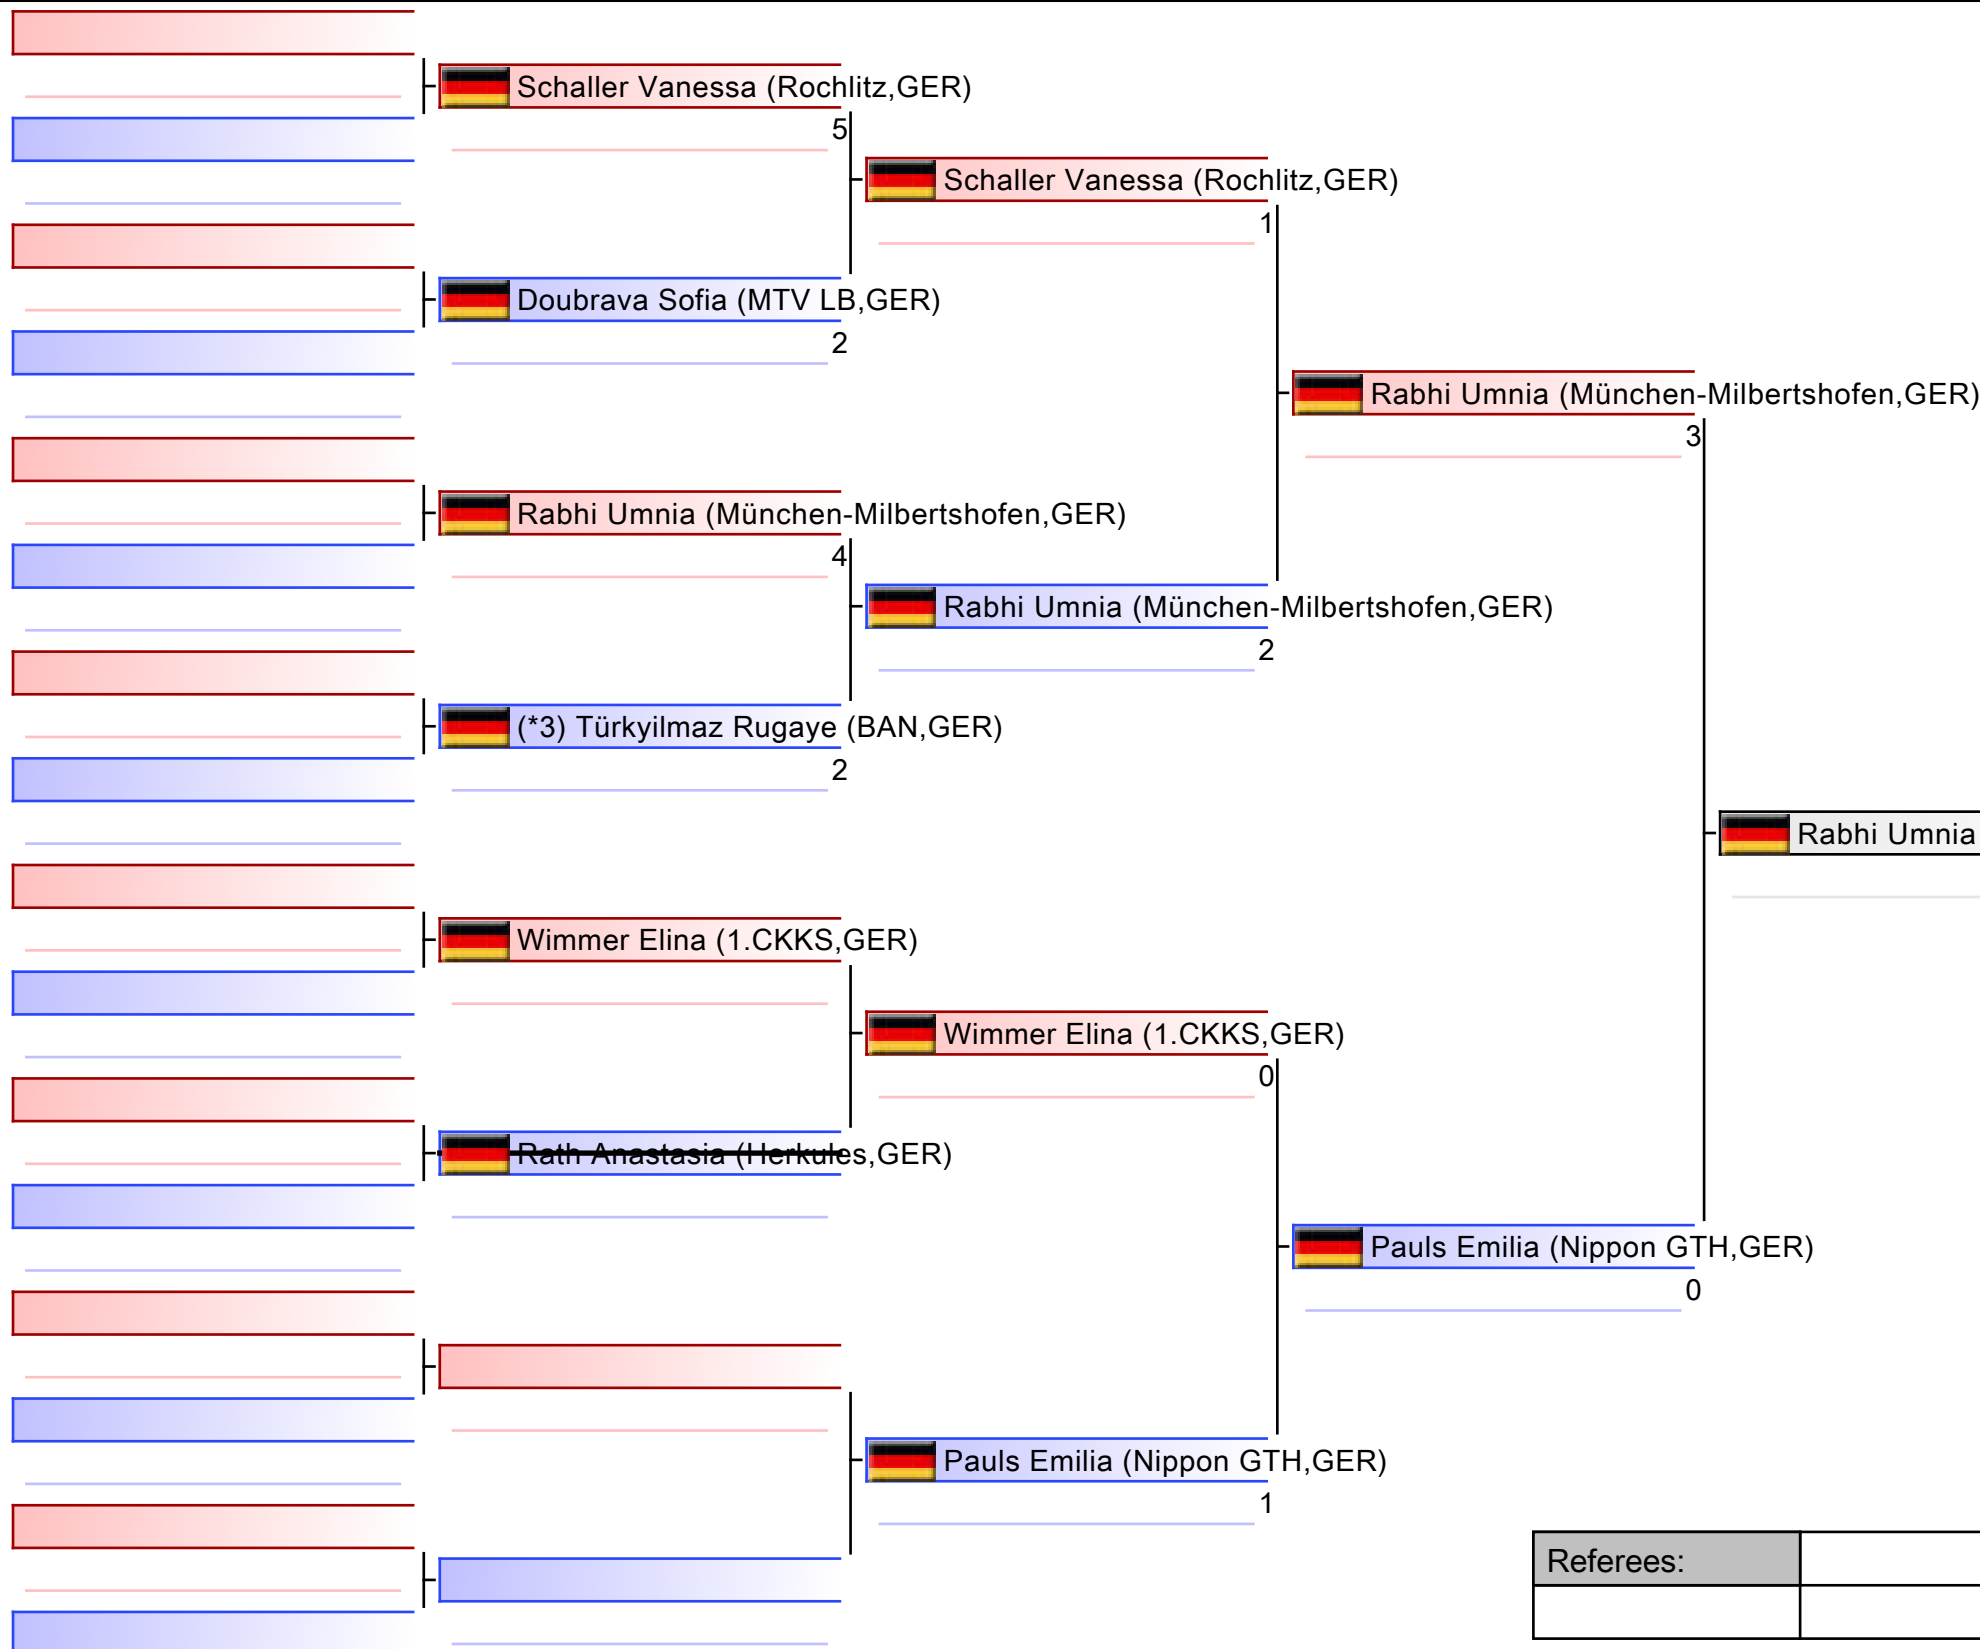 Schaller Vanessa (Rochlitz,GER)
5
Schaller Vanessa (Rochlitz,GER)
1
Doubrava Sofia (MTV LB,GER)
2
Rabhi Umnia (München-Milbertshofen,GER)
3
Rabhi Umnia (München-Milbertshofen,GER)
4
Rabhi Umnia (München-Milbertshofen,GER)
2
(*3) Türkyilmaz Rugaye (BAN,GER)
2
Rabhi Umnia
Wimmer Elina (1.CKKS,GER)
Wimmer Elina (1.CKKS,GER)
0
Rath Anastasia (Herkules,GER)
Pauls Emilia (Nippon GTH,GER)
0
Pauls Emilia (Nippon GTH,GER)
1
Referees: